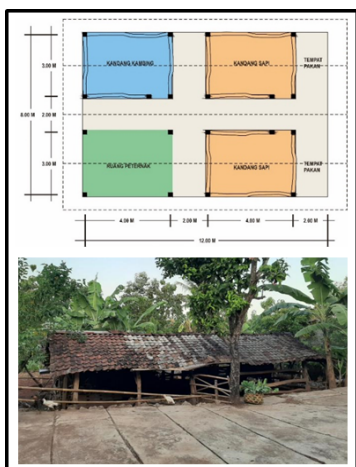 KANDANG KAMBING
KANDANG SAPI
TEMPAT
PAKAN
3.00 M
8.00 M
2.00 M
3.00 M
RUANG PETERNAK
KANDANG SAPI
TEMPAT
PAKAN
4.00 M
2.00 M
4.00 M
2.00 M
12.00 M